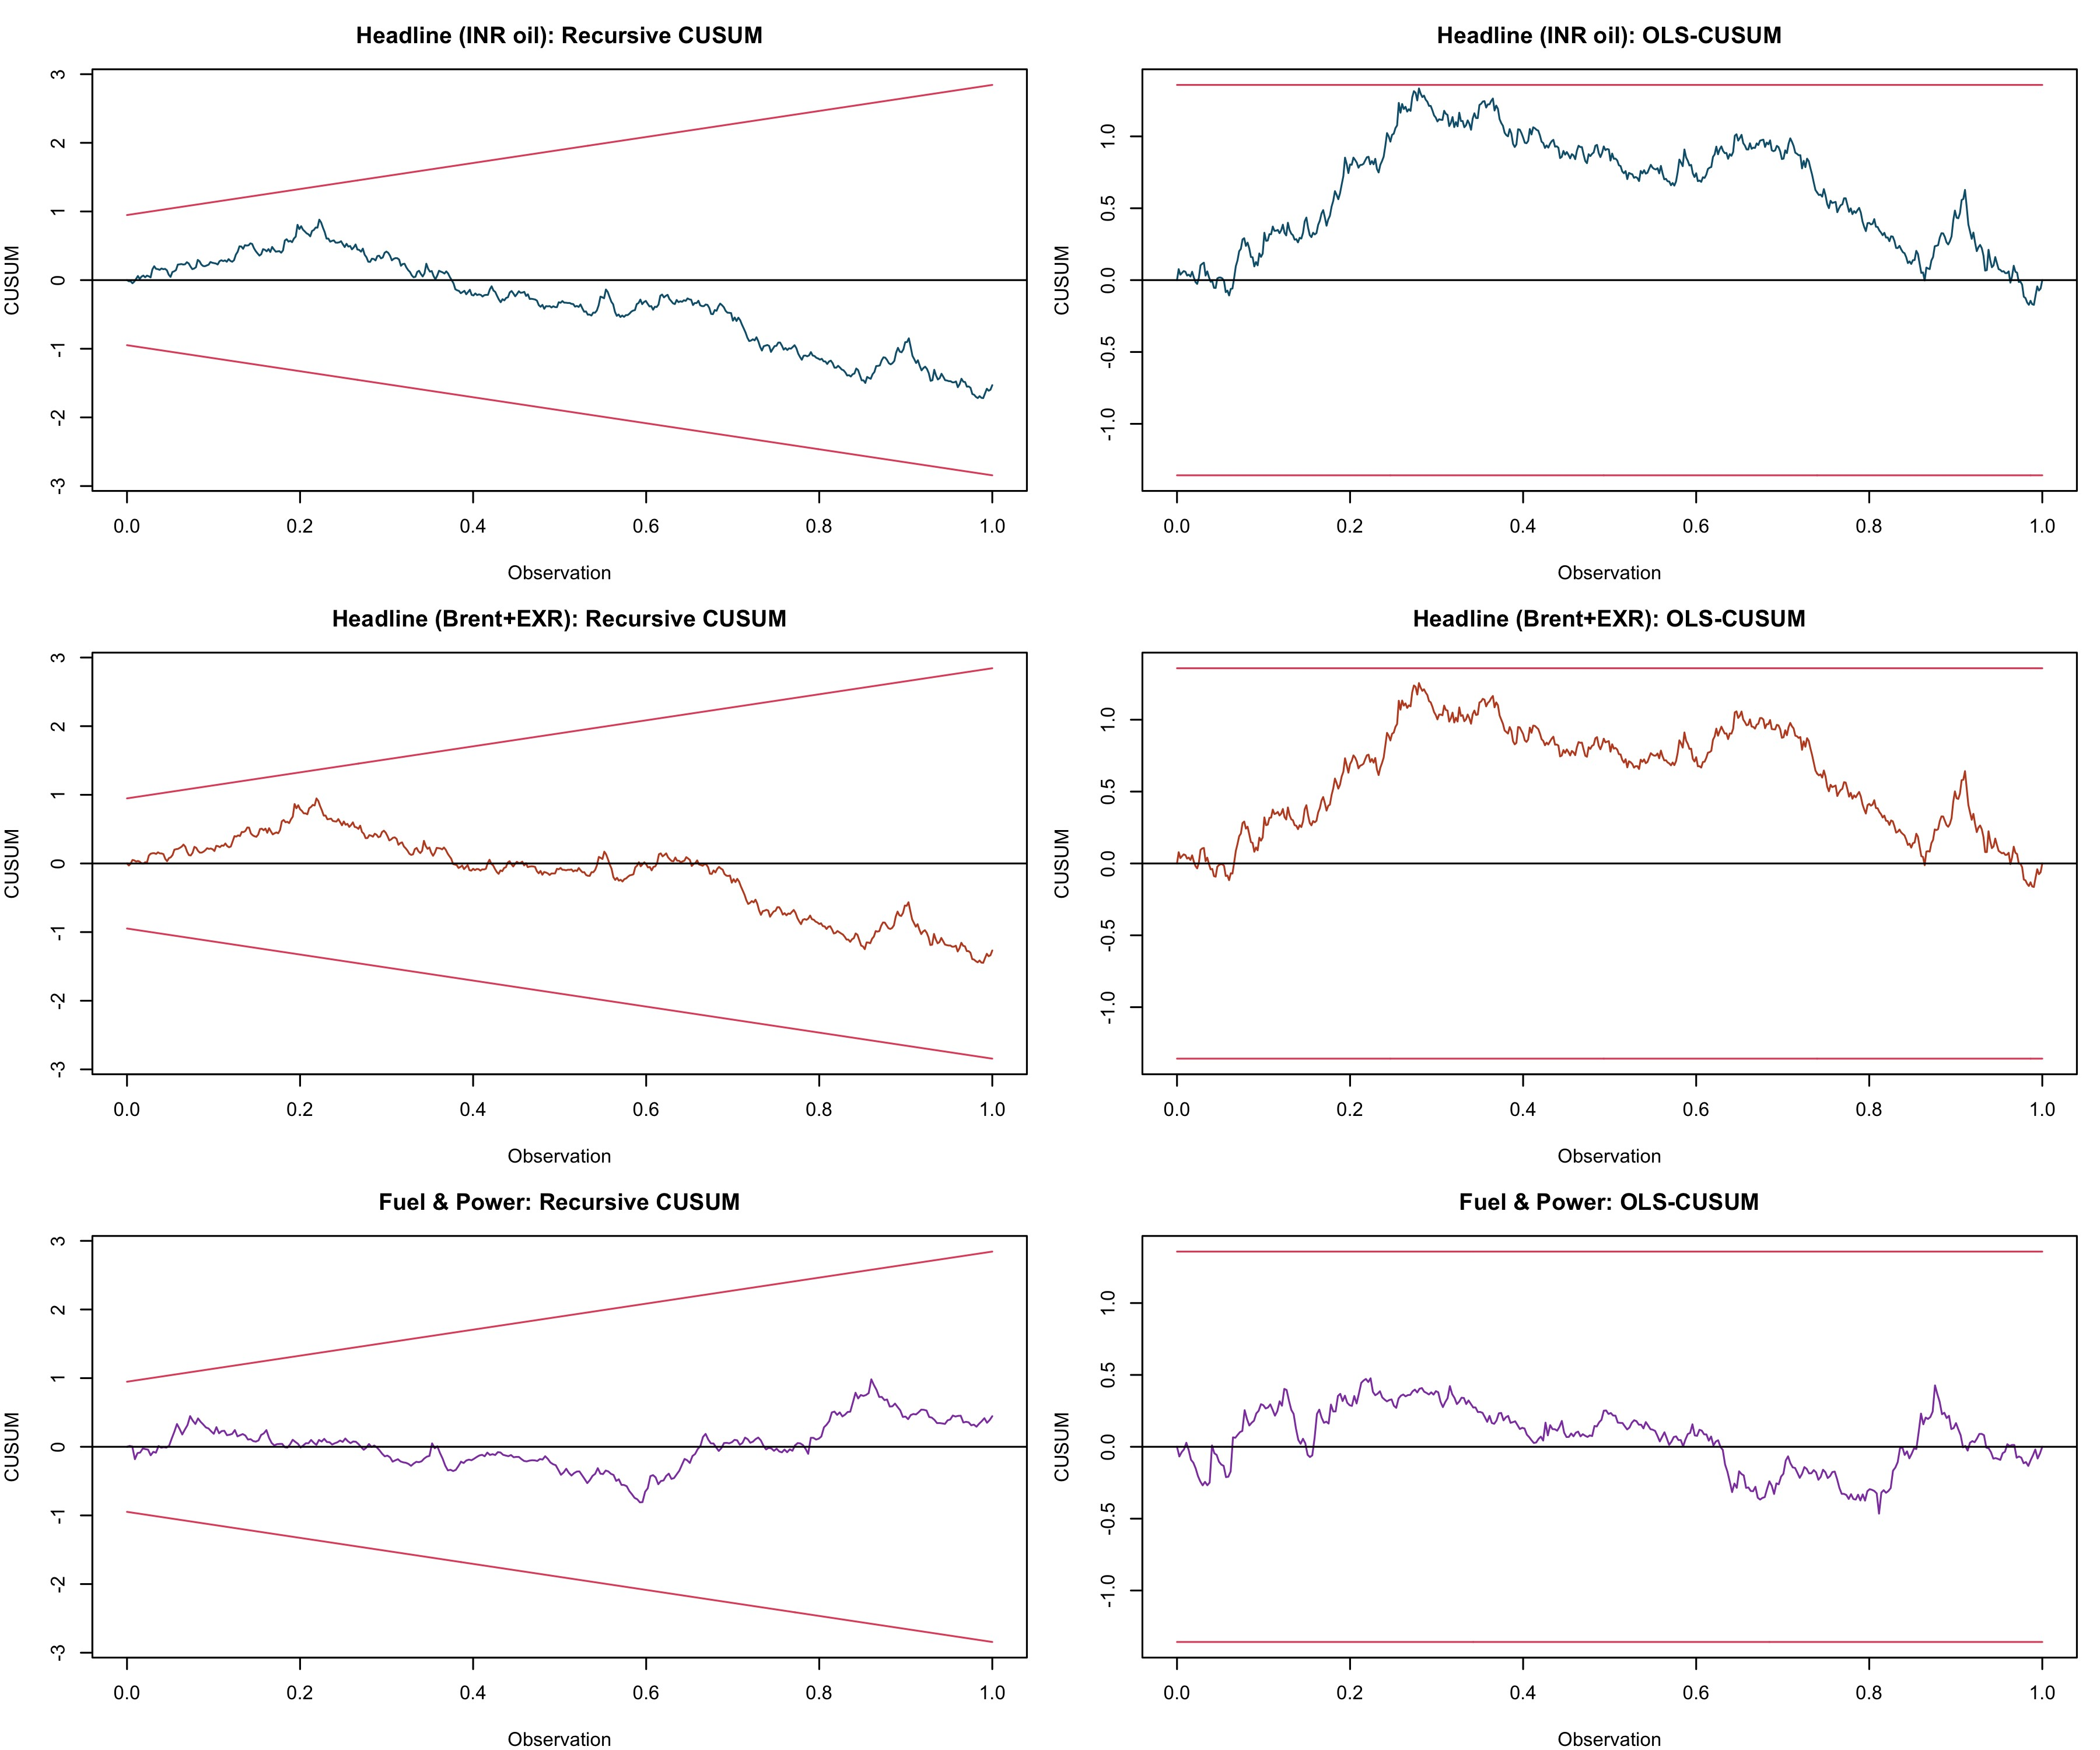 Headline (INR oil): Recursive CUSUM
3
2
1
0
-1
-2
-3
CUSUM
0.0 0.2 0.4 0.6 0.8 1.0
Observation
Headline (INR oil): OLS-CUSUM
1.0
0.5
0.0
-0.5
-1.0
CUSUM
0.0 0.2 0.4 0.6 0.8 1.0
Observation
Headline (Brent+EXR): Recursive CUSUM
3
2
1
0
-1
-2
-3
CUSUM
0.0 0.2 0.4 0.6 0.8 1.0
Observation
Headline (Brent+EXR): OLS-CUSUM
1.0
0.5
0.0
-0.5
-1.0
CUSUM
0.0 0.2 0.4 0.6 0.8 1.0
Observation
Fuel & Power: Recursive CUSUM
3
2
1
0
-1
-2
-3
CUSUM
0.0 0.2 0.4 0.6 0.8 1.0
Observation
Fuel & Power: OLS-CUSUM
1.0
0.5
0.0
-0.5
-1.0
CUSUM
0.0 0.2 0.4 0.6 0.8 1.0
Observation